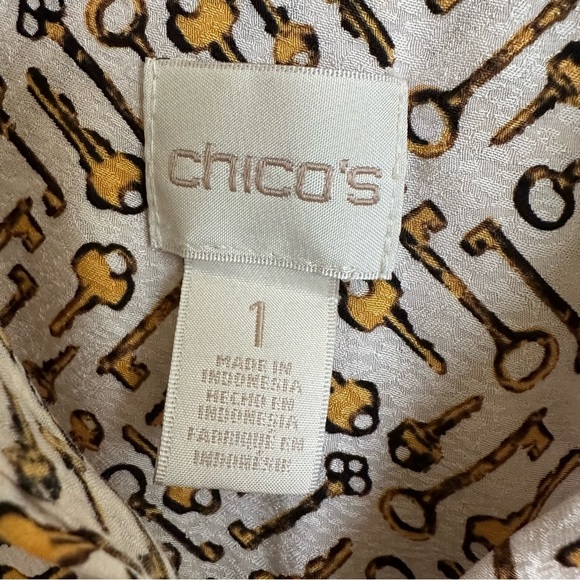 chico's
1
MADE IN
INDONESIA
HECHO EN
INDONESIA
FABRIQUÉ EN
INDONÉSIE